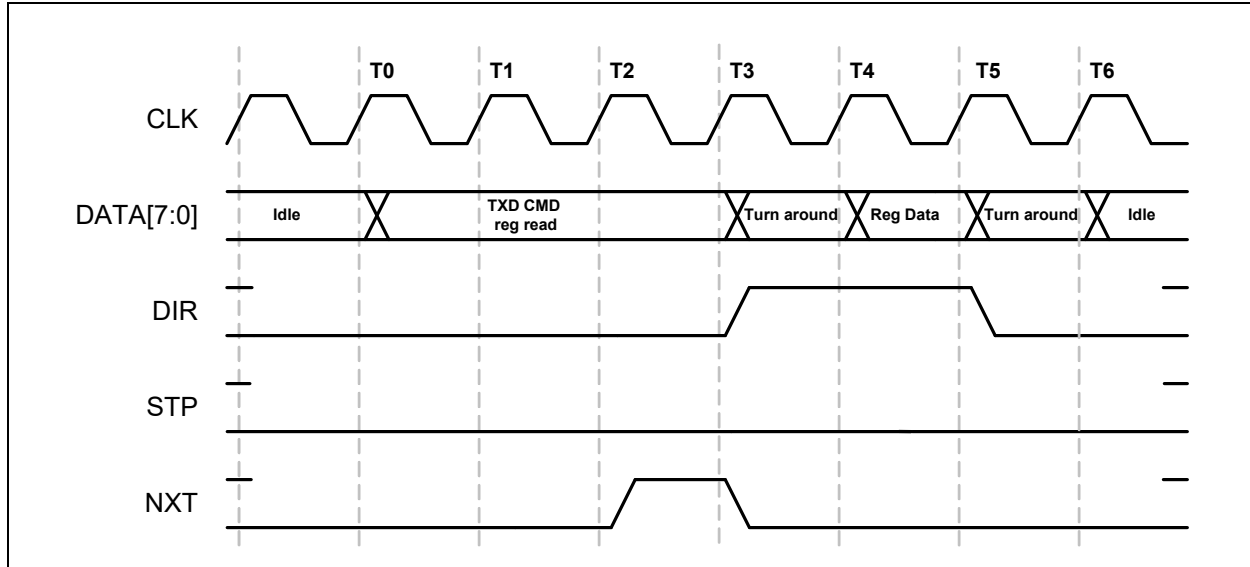 T0 T1 T2 T3 T4 T5 T6
CLK
DATA[7:0] Idle TXD CMD Turn around Reg Data Turn around Idle
reg read
DIR
STP
NXT